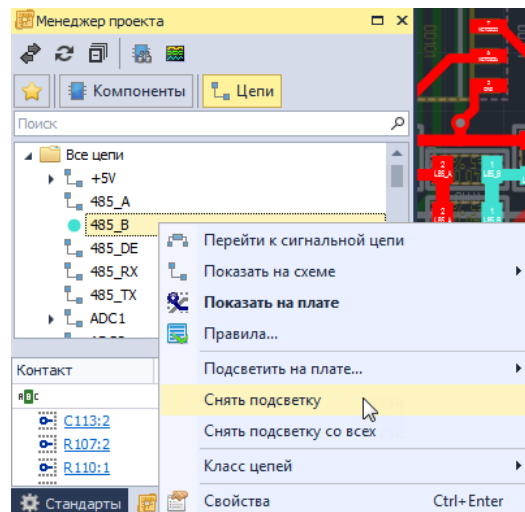 Менеджер проекта
Компоненты
Цепи
Поиск
Все цепи
+5V
485_A
485_B
485_DE
485_RX
485_TX
ADC1
Перейти к сигнальной цепи
Показать на схеме
Показать на плате
Правила...
Подсветить на плате...
Снять подсветку
Снять подсветку со всех
Класс цепей
Свойства Ctrl+Enter
Контакт
C113:2
R107:2
R110:1
Стандарты